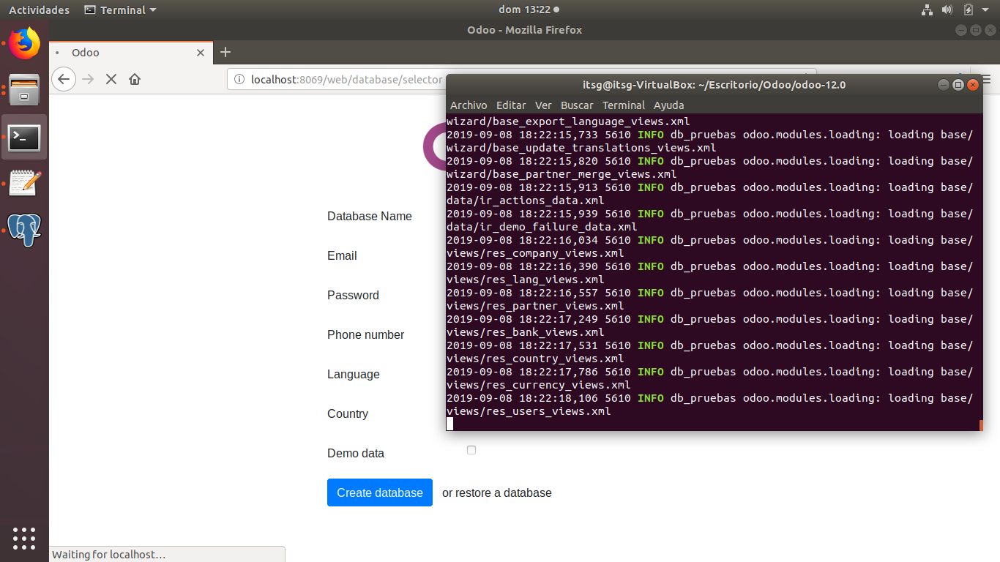 Actividades Terminal dom 13:22
Odoo - Mozilla Firefox
Odoo
localhost:8069/web/database/selector
itsg@itsg-VirtualBox: ~/Escritorio/Odoo/odoo-12.0
Archivo Editar Ver Buscar Terminal Ayuda
wizard/base_export_language_views.xml
2019-09-08 18:22:15,733 5610 INFO db_pruebas odoo.modules.loading: loading base/
wizard/base_update_translations_views.xml
2019-09-08 18:22:15,820 5610 INFO db_pruebas odoo.modules.loading: loading base/
wizard/base_partner_merge_views.xml
2019-09-08 18:22:15,913 5610 INFO db_pruebas odoo.modules.loading: loading base/
data/ir_actions_data.xml
2019-09-08 18:22:15,939 5610 INFO db_pruebas odoo.modules.loading: loading base/
data/ir_demo_failure_data.xml
2019-09-08 18:22:16,034 5610 INFO db_pruebas odoo.modules.loading: loading base/
views/res_company_views.xml
2019-09-08 18:22:16,390 5610 INFO db_pruebas odoo.modules.loading: loading base/
views/res_lang_views.xml
2019-09-08 18:22:16,557 5610 INFO db_pruebas odoo.modules.loading: loading base/
views/res_partner_views.xml
2019-09-08 18:22:17,249 5610 INFO db_pruebas odoo.modules.loading: loading base/
views/res_bank_views.xml
2019-09-08 18:22:17,531 5610 INFO db_pruebas odoo.modules.loading: loading base/
views/res_country_views.xml
2019-09-08 18:22:17,786 5610 INFO db_pruebas odoo.modules.loading: loading base/
views/res_currency_views.xml
2019-09-08 18:22:18,106 5610 INFO db_pruebas odoo.modules.loading: loading base/
views/res_users_views.xml
Database Name
Email
Password
Phone number
Language
Country
Demo data
Create database or restore a database
Waiting for localhost…